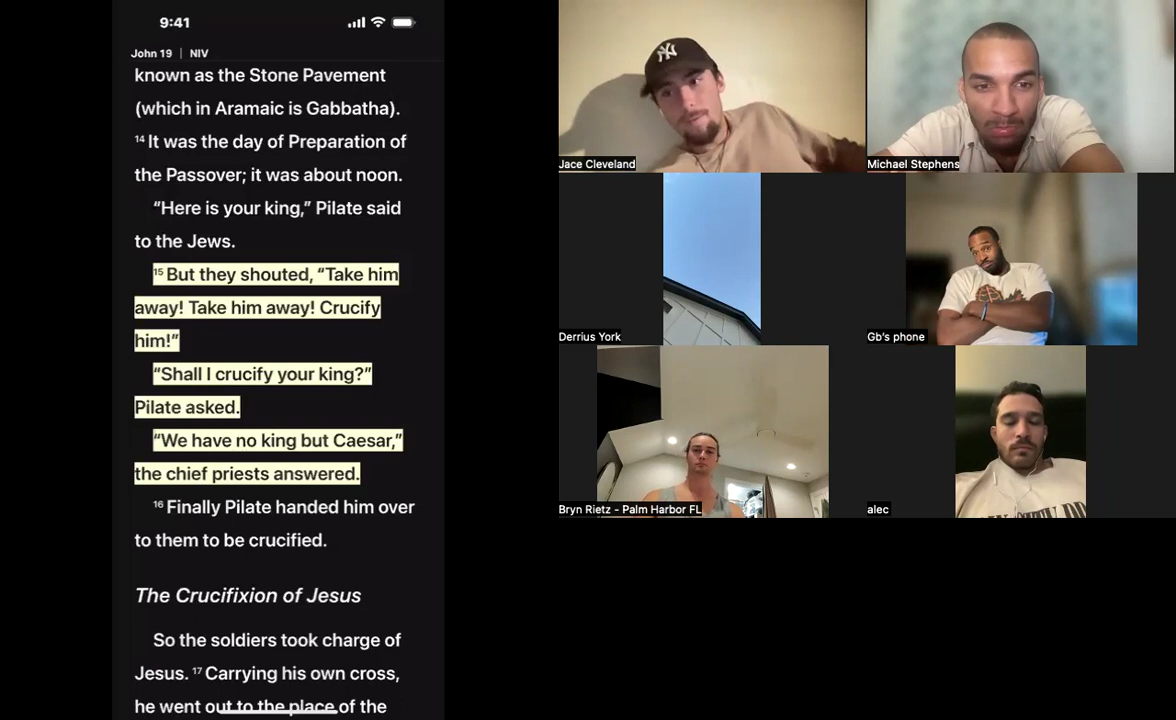 9:41
John 19 | NIV
known as the Stone Pavement
(which in Aramaic is Gabbatha).
14 It was the day of Preparation of
the Passover; it was about noon.
“Here is your king,” Pilate said
to the Jews.
15 But they shouted, “Take him
away! Take him away! Crucify
him!”
“Shall I crucify your king?”
Pilate asked.
“We have no king but Caesar,”
the chief priests answered.
16 Finally Pilate handed him over
to them to be crucified.
The Crucifixion of Jesus
So the soldiers took charge of
Jesus. 17 Carrying his own cross,
he went out to the place of the
NY
Jace Cleveland
Michael Stephens
Derrius York
Gb's phone
Bryn Rietz - Palm Harbor FL
alec